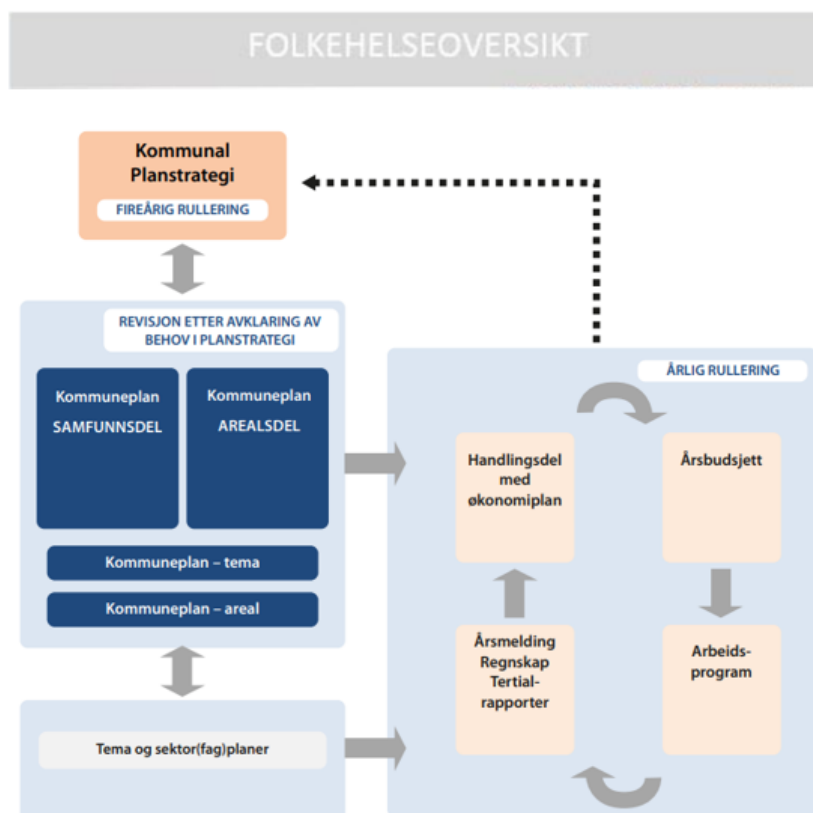 FOLKEHELSEOVERSIKT
Kommunal
Planstrategi
FIREÅRIG RULLERING
REVISJON ETTER AVKLARING AV
BEHOV I PLANSTRATEGI
Kommuneplan
SAMFUNNSDEL
Kommuneplan
AREALSDEL
Kommuneplan – tema
Kommuneplan – areal
Tema og sektor(fag)planer
ÅRLIG RULLERING
Handlingsdel
med
økonomiplan
Årsbudsjett
Årsmelding
Regnskap
Tertial-
rapporter
Arbeids-
program